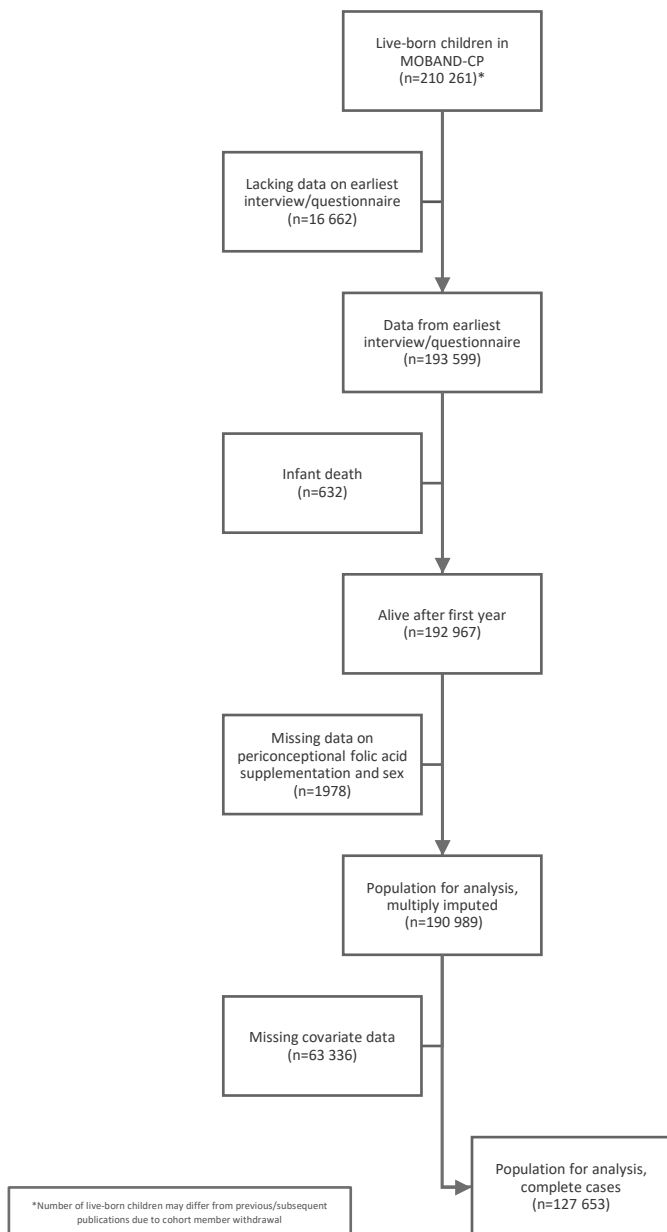 Live-born children in
MOBAND-CP
(n=210 261)*
Lacking data on earliest
interview/questionnaire
(n=16 662)
Data from earliest
interview/questionnaire
(n=193 599)
Infant death
(n=632)
Alive after first year
(n=192 967)
Missing data on
periconceptional folic acid
supplementation and sex
(n=1978)
Population for analysis,
multiply imputed
(n=190 989)
Missing covariate data
(n=63 336)
Population for analysis,
complete cases
(n=127 653)
*Number of live-born children may differ from previous/subsequent
publications due to cohort member withdrawal